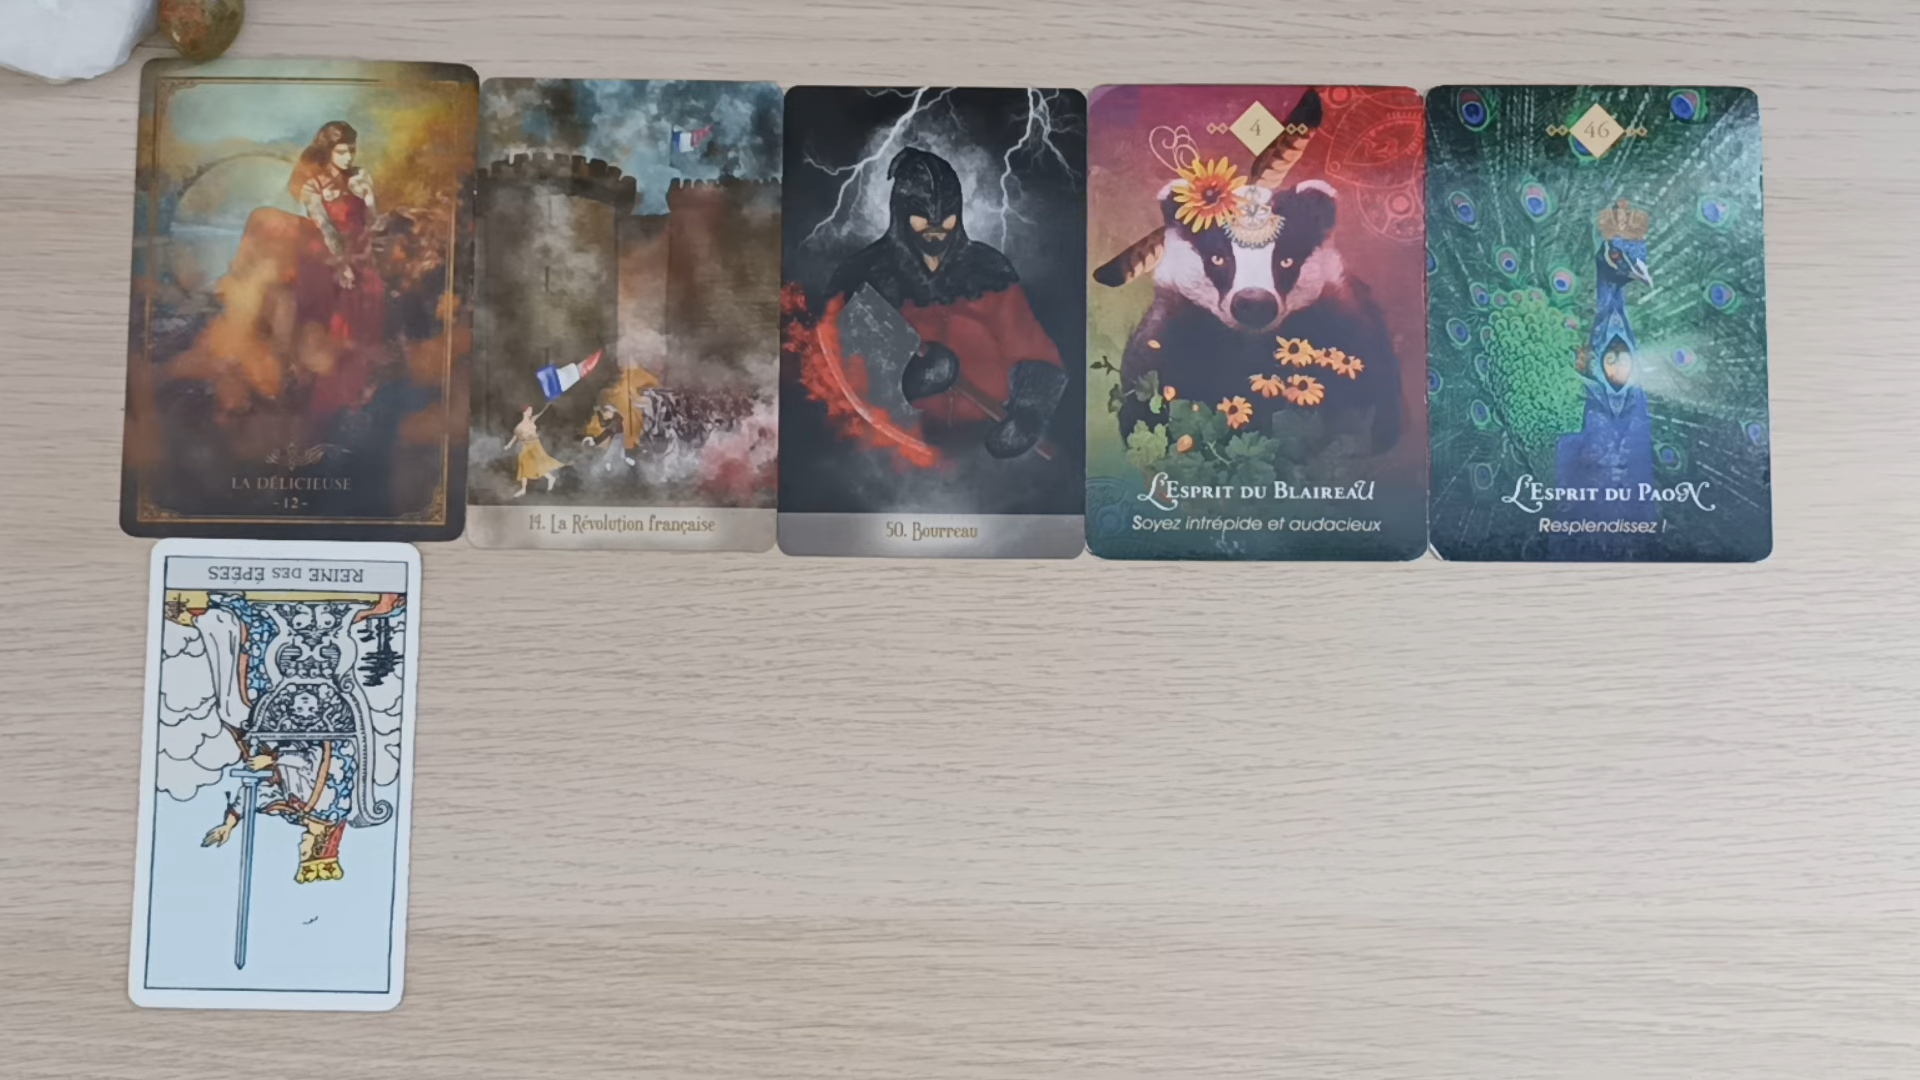 LA DÉLICIEUSE
-12-
14. La Révolution française
50. Bourreau
4
L'Esprit du Blaireau
Soyez intrépide et audacieux
46
L'Esprit du Paon
Resplendissez !
REINE DES ÉPÉES